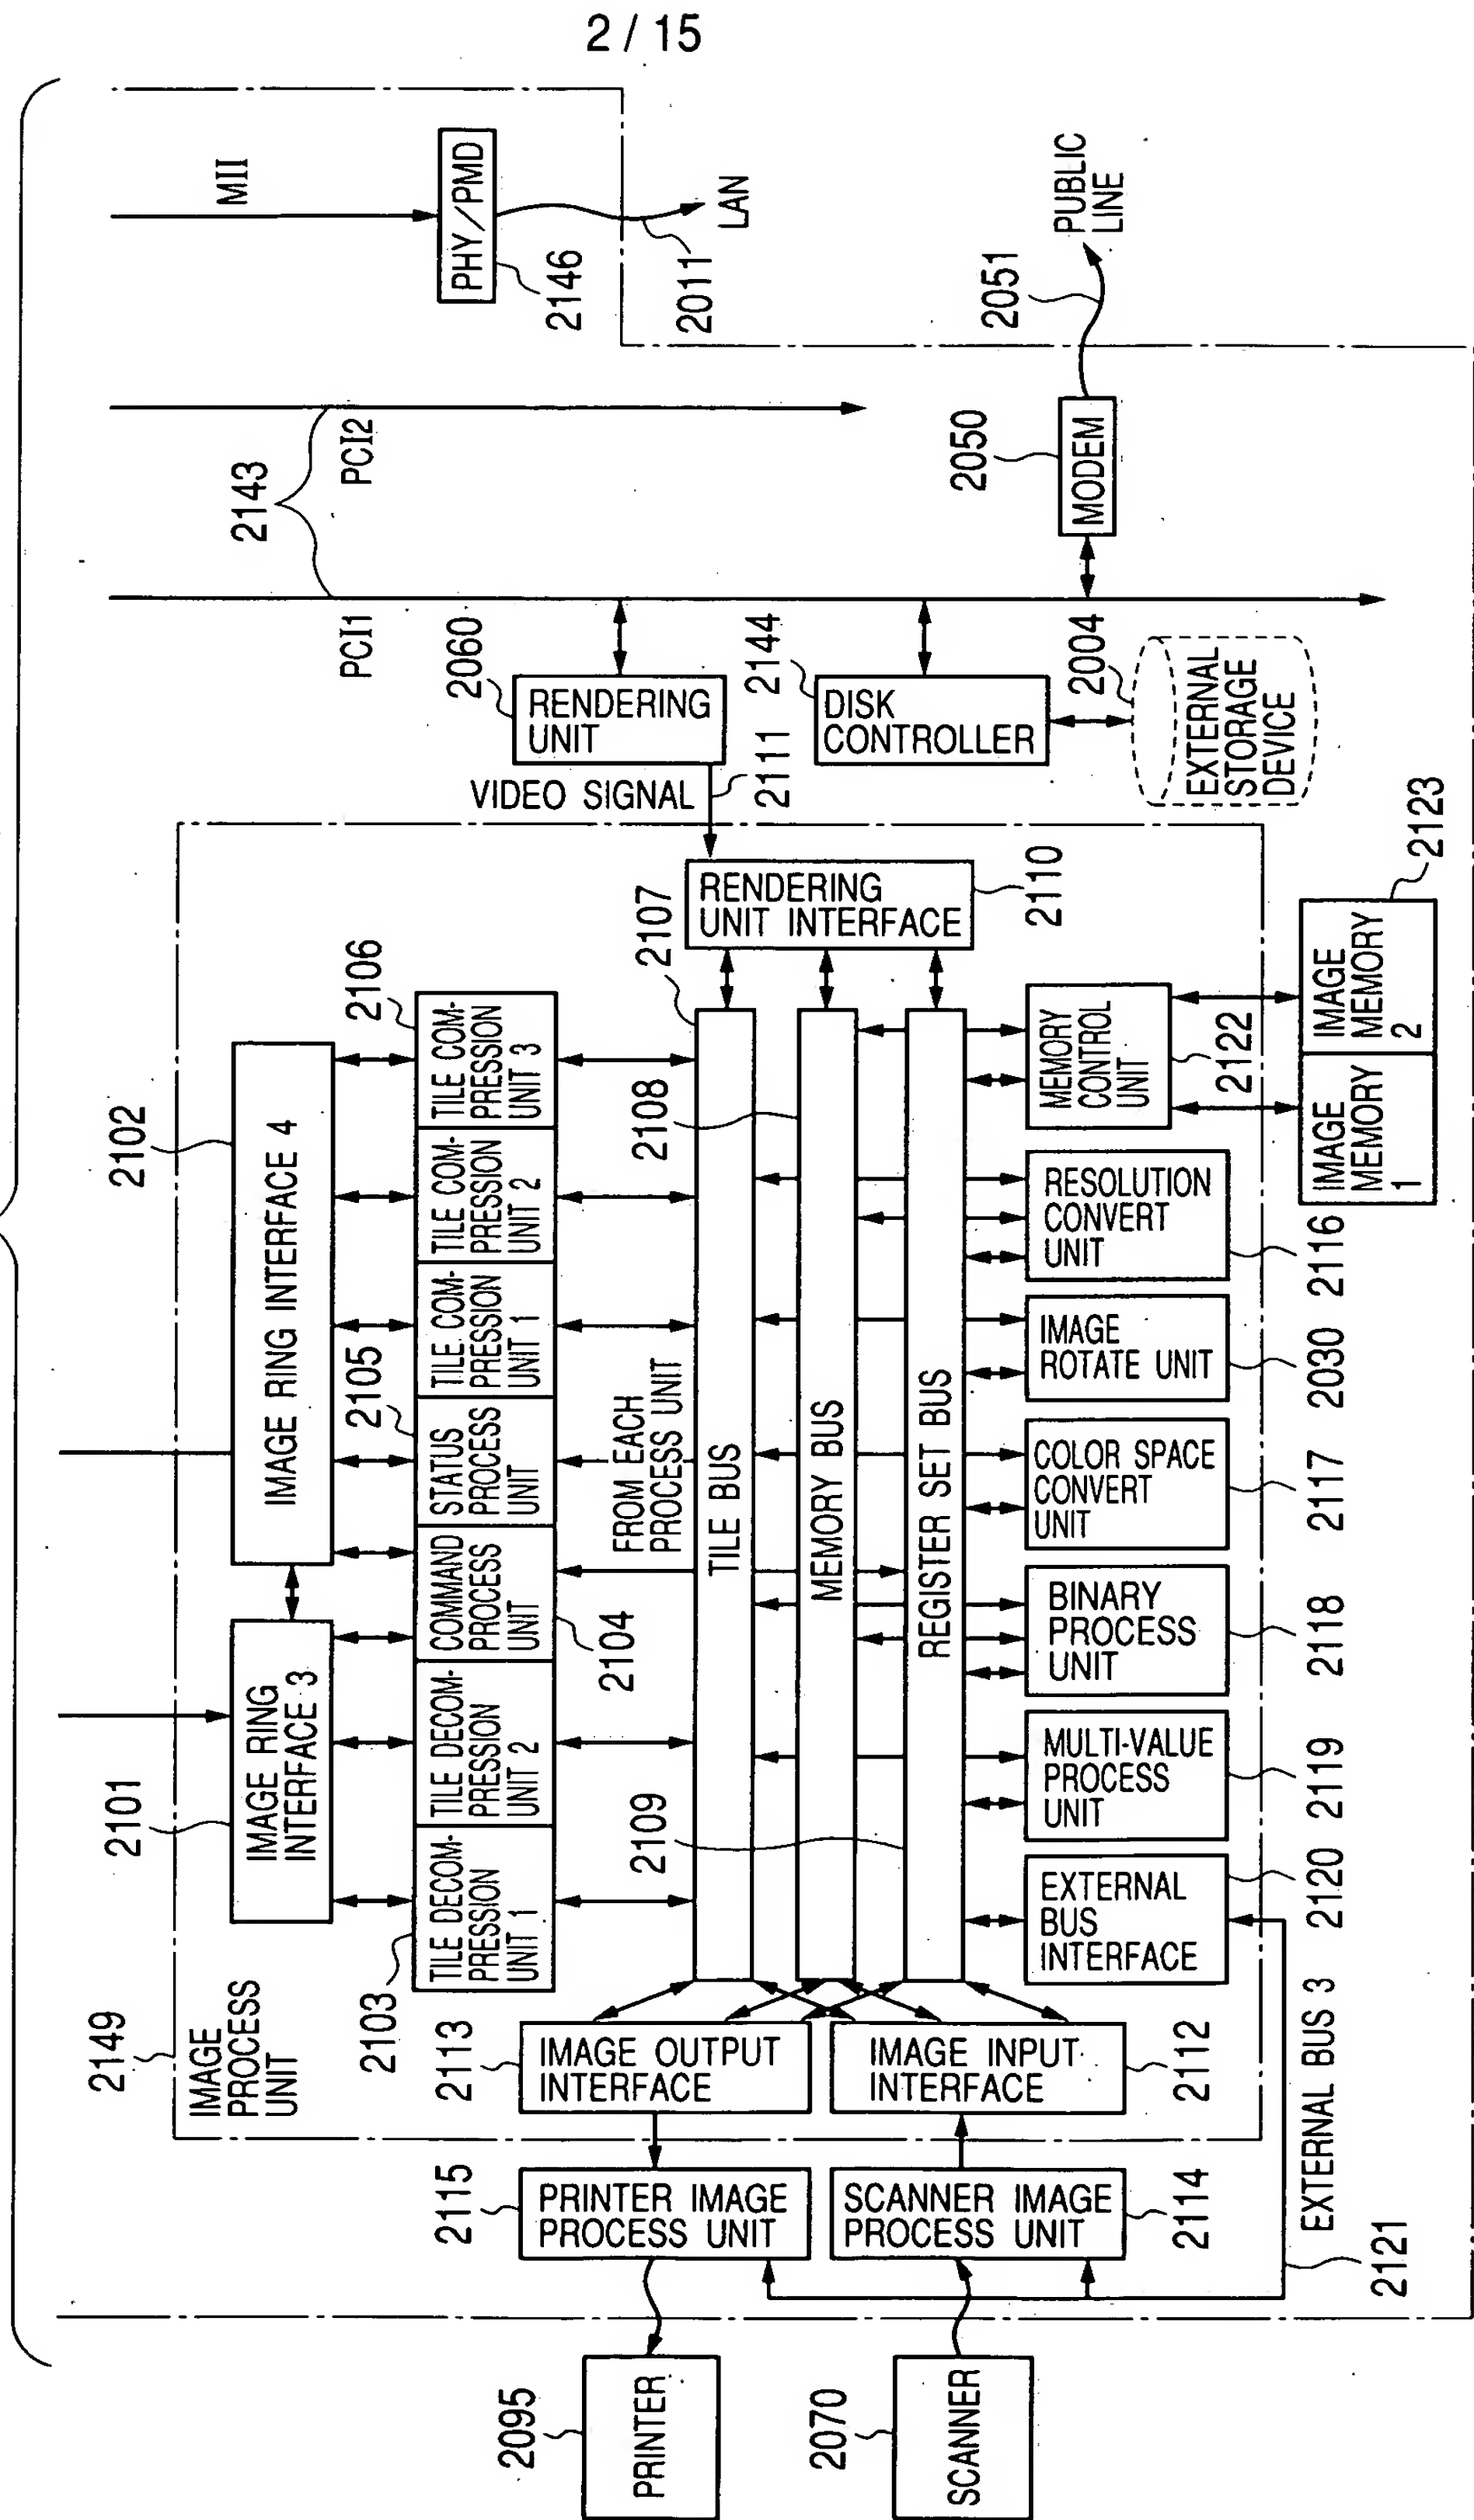 2 / 15
MII
PHY/PMD
2146
2011
LAN
2143
PCI1
PCI2
2060
RENDERING
UNIT
VIDEO SIGNAL
2111
2144
DISK
CONTROLLER
2004
EXTERNAL
STORAGE
DEVICE
2050
MODEM
2051
PUBLIC
LINE
2149
IMAGE
PROCESS
UNIT
2101
IMAGE RING
INTERFACE 3
2102
IMAGE RING INTERFACE 4
2103
TILE DECOM-
PRESSION
UNIT 1
TILE DECOM-
PRESSION
UNIT 2
COMMAND
PROCESS
UNIT
2104
2105
STATUS
PROCESS
UNIT
TILE COM-
PRESSION
UNIT 1
TILE COM-
PRESSION
UNIT 2
TILE COM-
PRESSION
UNIT 3
2106
FROM EACH
PROCESS UNIT
2107
TILE BUS
2108
MEMORY BUS
2109
REGISTER SET BUS
RENDERING
UNIT INTERFACE
2110
2113
IMAGE OUTPUT
INTERFACE
IMAGE INPUT
INTERFACE
2112
2115
PRINTER IMAGE
PROCESS UNIT
SCANNER IMAGE
PROCESS UNIT
2114
2095
PRINTER
2070
SCANNER
EXTERNAL
BUS
INTERFACE
2120
MULTI-VALUE
PROCESS
UNIT
2119
BINARY
PROCESS
UNIT
2118
COLOR SPACE
CONVERT
UNIT
2117
IMAGE
ROTATE UNIT
2030
RESOLUTION
CONVERT
UNIT
2116
MEMORY
CONTROL
UNIT
2122
IMAGE
MEMORY
1
IMAGE
MEMORY
2
2123
EXTERNAL BUS 3
2121